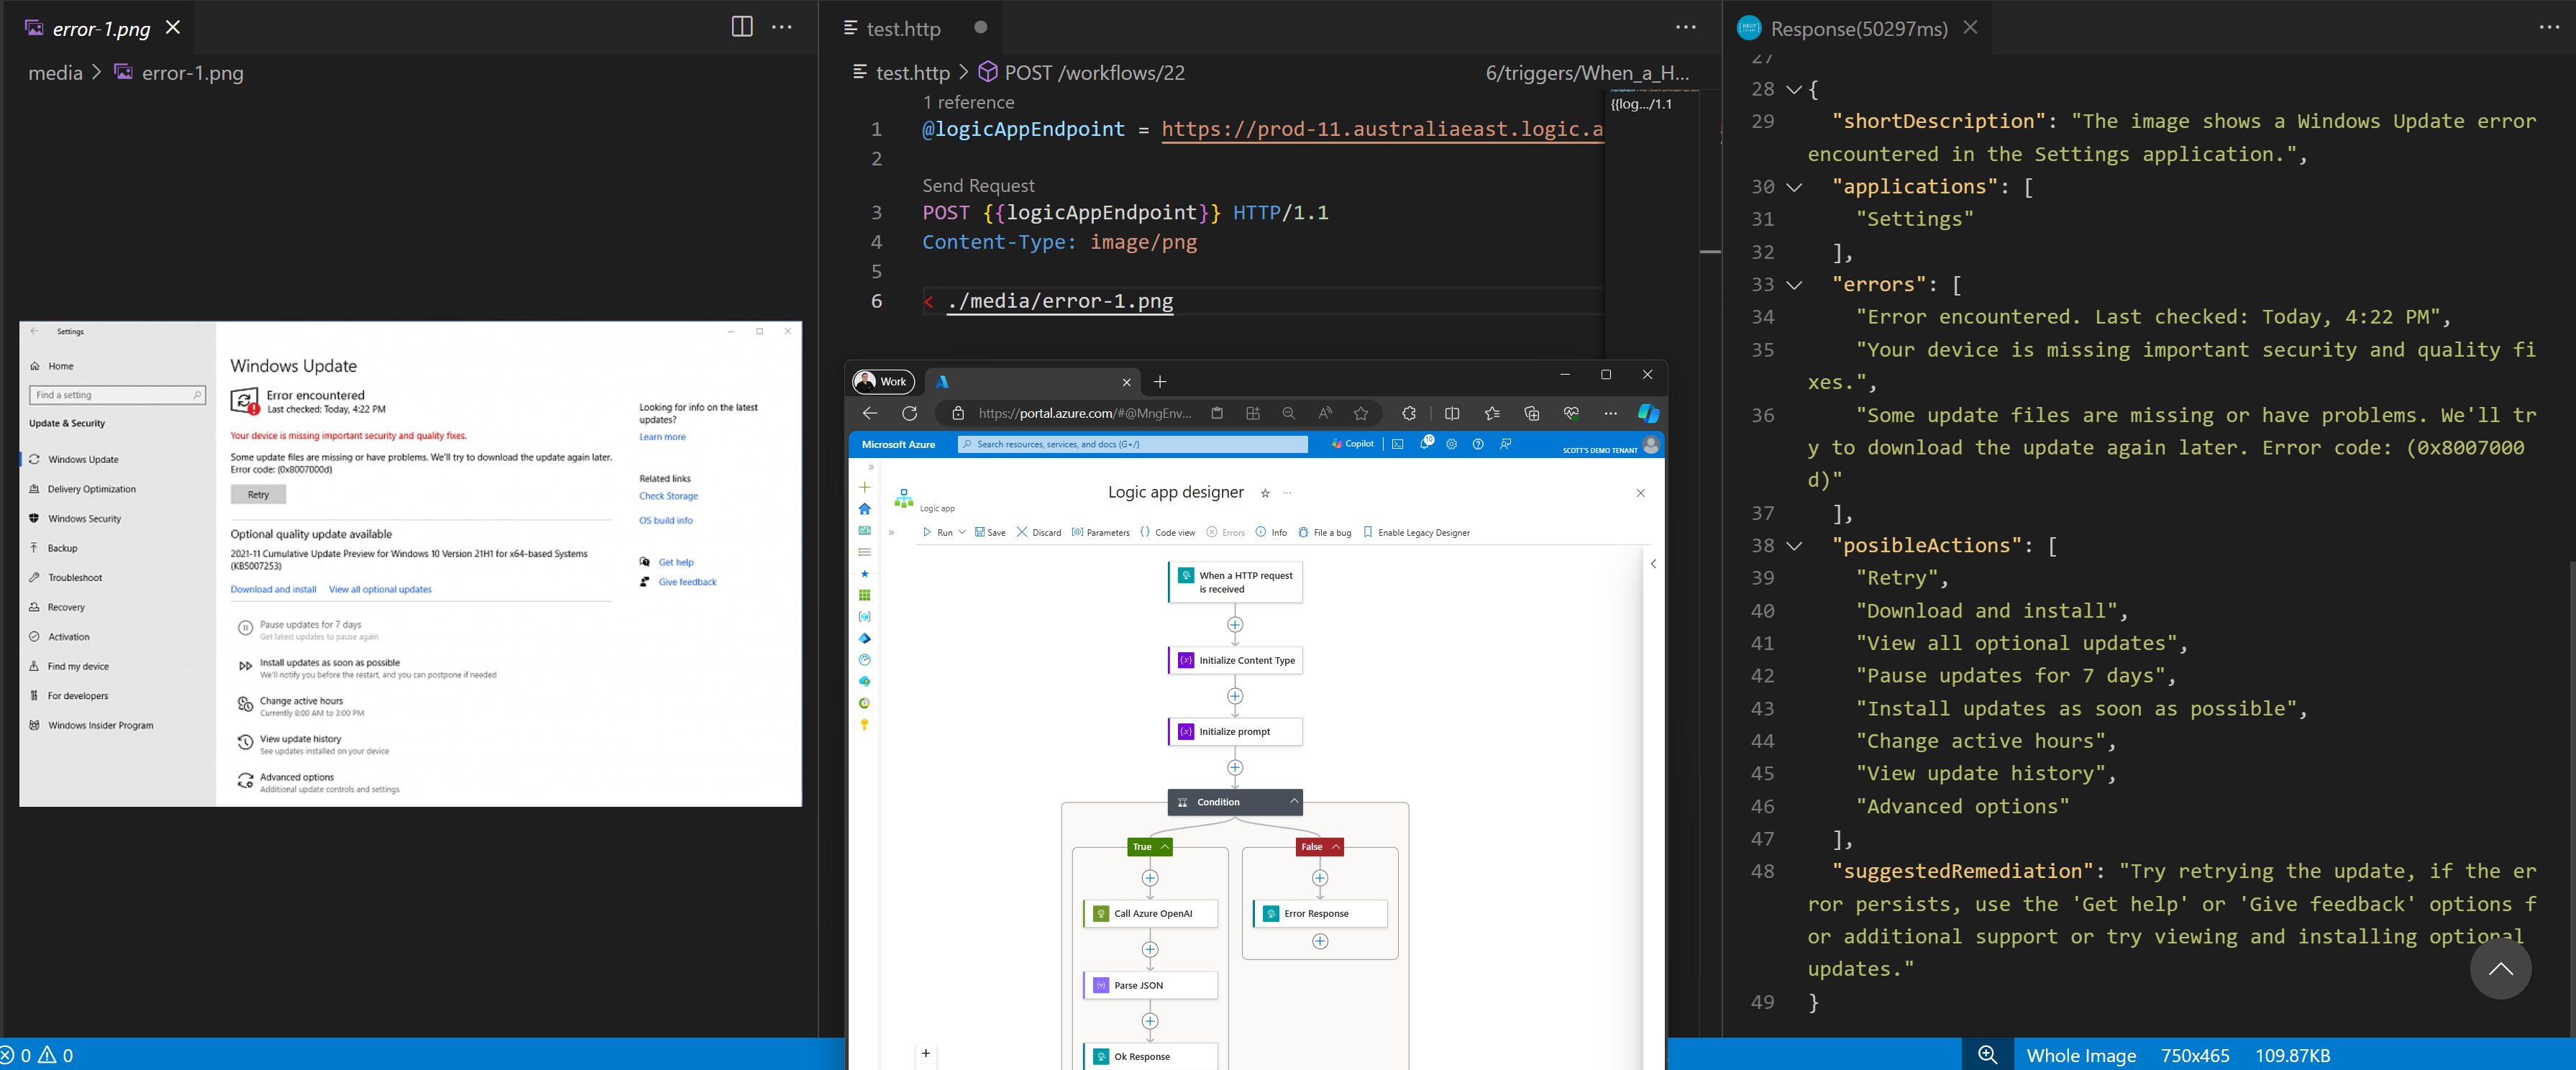 error-1.png
media > error-1.png
Settings
Home
Find a setting
Update & Security
Windows Update
Delivery Optimization
Windows Security
Backup
Troubleshoot
Recovery
Activation
Find my device
For developers
Windows Insider Program
Windows Update
Error encountered
Last checked: Today, 4:22 PM
Your device is missing important security and quality fixes.
Some update files are missing or have problems. We'll try to download the update again later.
Error code: (0x8007000d)
Retry
Optional quality update available
2021-11 Cumulative Update Preview for Windows 10 Version 21H1 for x64-based Systems
(KB5007253)
Download and install View all optional updates
Pause updates for 7 days
Get latest updates to pause again
Install updates as soon as possible
We'll notify you before the restart, and you can postpone if needed
Change active hours
Currently 8:00 AM to 3:00 PM
View update history
See updates installed on your device
Advanced options
Additional update controls and settings
Looking for info on the latest
updates?
Learn more
Related links
Check Storage
OS build info
Get help
Give feedback
0 0
test.http
test.http > POST /workflows/22 6/triggers/When_a_H...
1 reference
{{log.../1.1
1 @logicAppEndpoint = https://prod-11.australiaeast.logic.a
2
Send Request
3 POST {{logicAppEndpoint}} HTTP/1.1
4 Content-Type: image/png
5
6 < ./media/error-1.png
Work
https://portal.azure.com/#@MngEnv...
Microsoft Azure
Search resources, services, and docs (G+/)
Copilot
10
SCOTT'S DEMO TENANT
Logic app designer
Logic app
Run Save Discard Parameters Code view Errors Info File a bug Enable Legacy Designer
When a HTTP request
is received
Initialize Content Type
Initialize prompt
Condition
True
False
Call Azure OpenAI
Error Response
Parse JSON
Ok Response
Response(50297ms)
27
28 {
29 "shortDescription": "The image shows a Windows Update error
encountered in the Settings application.",
30 "applications": [
31 "Settings"
32 ],
33 "errors": [
34 "Error encountered. Last checked: Today, 4:22 PM",
35 "Your device is missing important security and quality fi
xes.",
36 "Some update files are missing or have problems. We'll tr
y to download the update again later. Error code: (0x8007000
d)"
37 ],
38 "posibleActions": [
39 "Retry",
40 "Download and install",
41 "View all optional updates",
42 "Pause updates for 7 days",
43 "Install updates as soon as possible",
44 "Change active hours",
45 "View update history",
46 "Advanced options"
47 ],
48 "suggestedRemediation": "Try retrying the update, if the er
ror persists, use the 'Get help' or 'Give feedback' options f
or additional support or try viewing and installing optional
updates."
49 }
Whole Image 750x465 109.87KB